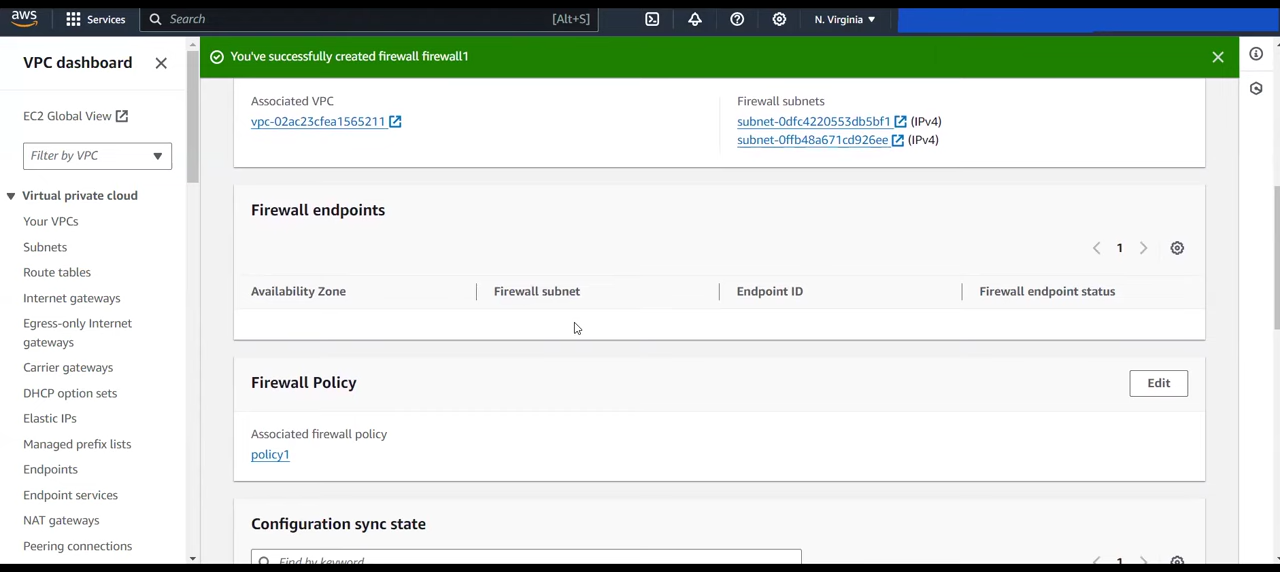 aws
Services
Search
[Alt+S]
N. Virginia
VPC dashboard
EC2 Global View
Filter by VPC
Virtual private cloud
Your VPCs
Subnets
Route tables
Internet gateways
Egress-only Internet
gateways
Carrier gateways
DHCP option sets
Elastic IPs
Managed prefix lists
Endpoints
Endpoint services
NAT gateways
Peering connections
You've successfully created firewall firewall1
Associated VPC
vpc-02ac23cfea1565211
Firewall subnets
subnet-0dfc4220553db5bf1 (IPv4)
subnet-0ffb48a671cd926ee (IPv4)
Firewall endpoints
1
Availability Zone
Firewall subnet
Endpoint ID
Firewall endpoint status
Firewall Policy
Edit
Associated firewall policy
policy1
Configuration sync state
Find by keyword
1